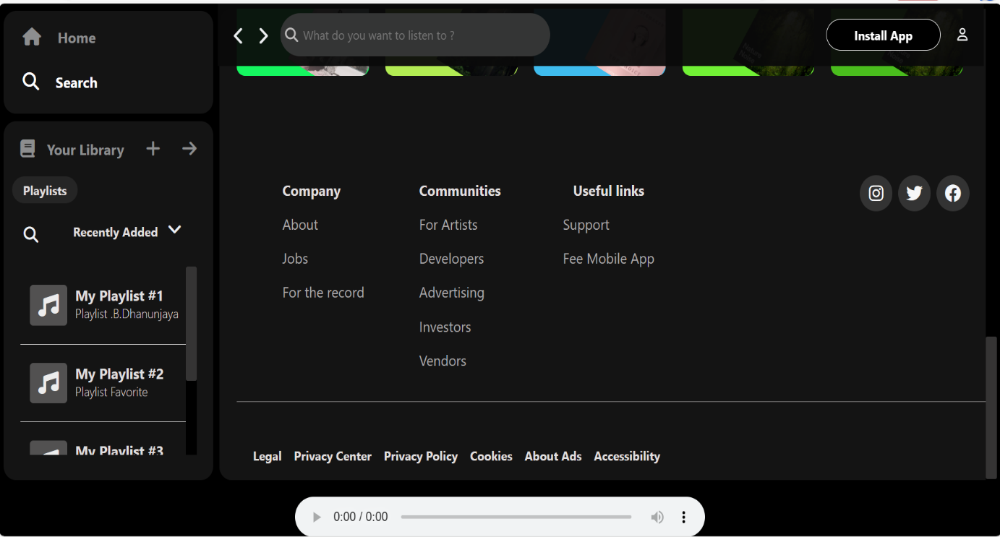 Home
Search
Your Library
Playlists
Recently Added
My Playlist #1
Playlist .B.Dhanunjaya
My Playlist #2
Playlist Favorite
My Playlist #3
What do you want to listen to ?
Install App
Company
About
Jobs
For the record
Communities
For Artists
Developers
Advertising
Investors
Vendors
Useful links
Support
Fee Mobile App
Legal Privacy Center Privacy Policy Cookies About Ads Accessibility
0:00 / 0:00